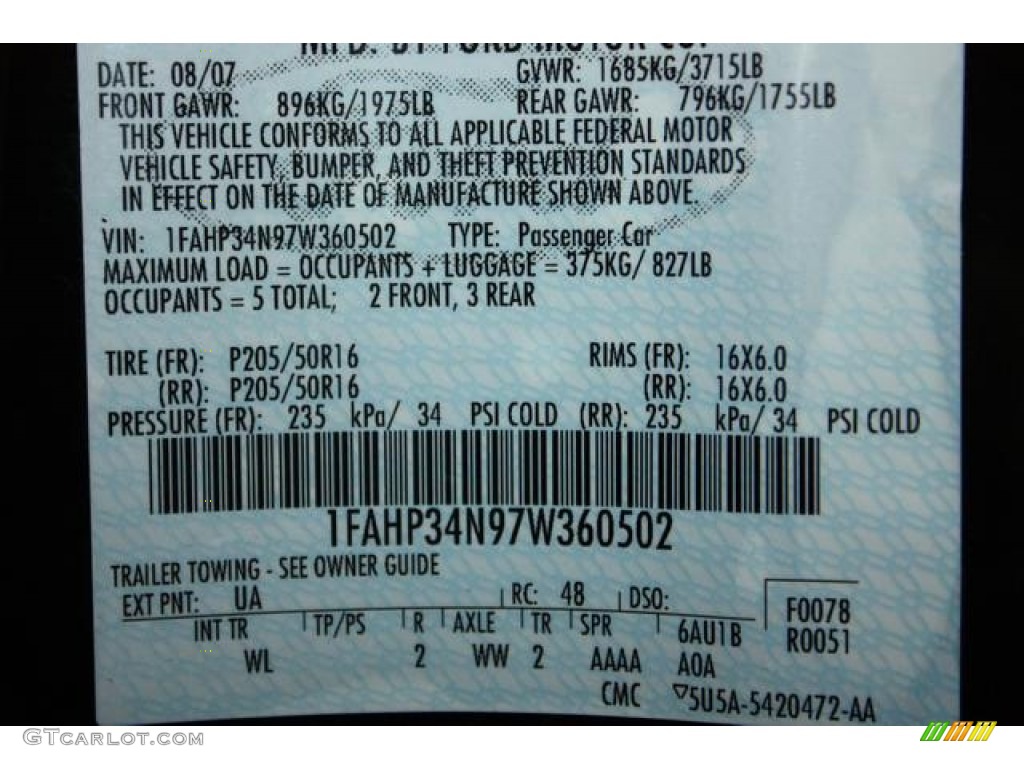 MFD. BY FORD MOTOR CO.
DATE: 08/07 GVWR: 1685KG/3715LB
FRONT GAWR: 896KG/1975LB REAR GAWR: 796KG/1755LB
THIS VEHICLE CONFORMS TO ALL APPLICABLE FEDERAL MOTOR
VEHICLE SAFETY, BUMPER, AND THEFT PREVENTION STANDARDS
IN EFFECT ON THE DATE OF MANUFACTURE SHOWN ABOVE.
VIN: 1FAHP34N97W360502 TYPE: Passenger Car
MAXIMUM LOAD = OCCUPANTS + LUGGAGE = 375KG/ 827LB
OCCUPANTS = 5 TOTAL; 2 FRONT, 3 REAR
TIRE (FR): P205/50R16 RIMS (FR): 16X6.0
(RR): P205/50R16 (RR): 16X6.0
PRESSURE (FR): 235 kPa/ 34 PSI COLD (RR): 235 kPa/ 34 PSI COLD
1FAHP34N97W360502
TRAILER TOWING - SEE OWNER GUIDE
EXT PNT: UA RC: 48 DSO: F0078
INT TR TP/PS R AXLE TR SPR 6AU1B R0051
WL 2 WW 2 AAAA A0A
CMC ▽5U5A-5420472-AA
GTcarlot.com